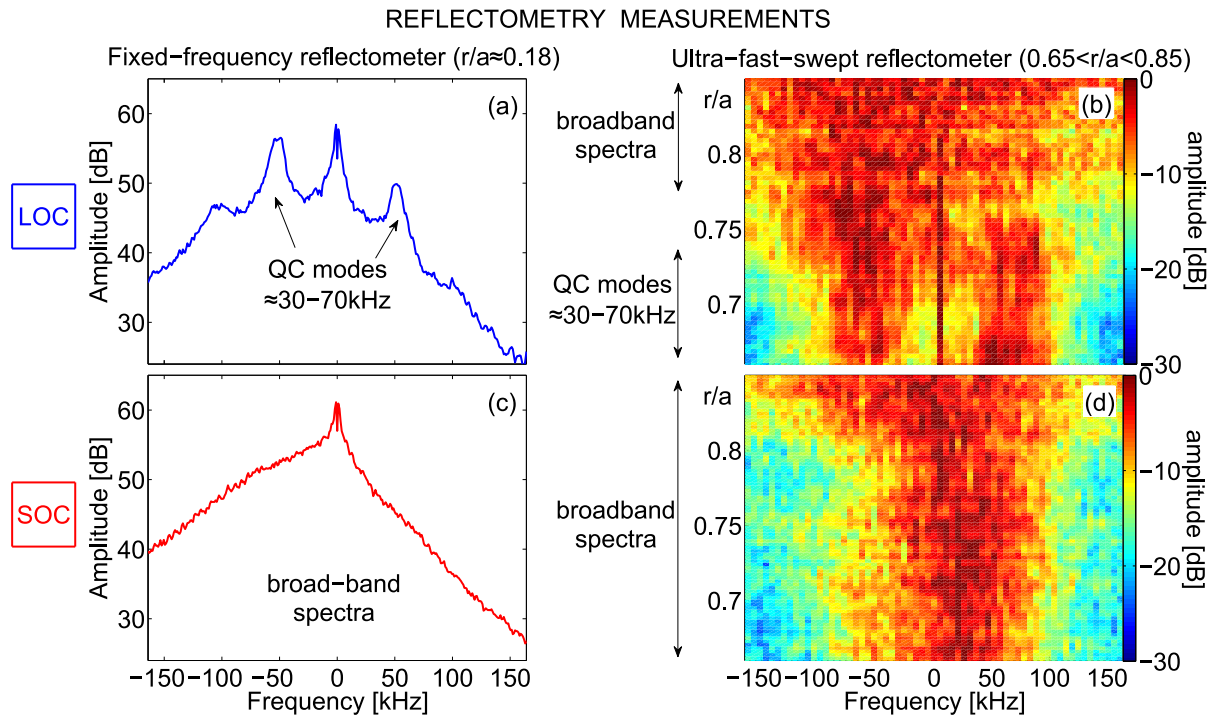 REFLECTOMETRY MEASUREMENTS
Fixed−frequency reflectometer (r/a≈0.18)
Ultra−fast−swept reflectometer (0.65<r/a<0.85)
LOC
Amplitude [dB]
60
50
40
30
(a)
QC modes
≈30−70kHz
broadband
spectra
QC modes
≈30−70kHz
r/a
0.8
0.75
0.7
(b)
0
−10
−20
−30
amplitude [dB]
SOC
Amplitude [dB]
60
50
40
30
(c)
broad−band
spectra
−150
−100
−50
0
50
100
150
Frequency [kHz]
broadband
spectra
r/a
0.8
0.75
0.7
(d)
0
−10
−20
−30
amplitude [dB]
−150
−100
−50
0
50
100
150
Frequency [kHz]